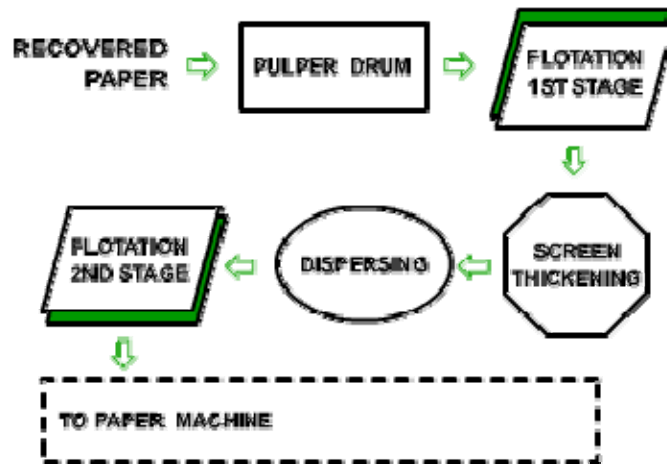 RECOVERED
PAPER
PULPER DRUM
FLOTATION
1ST STAGE
SCREEN
THICKENING
DISPERSING
FLOTATION
2ND STAGE
TO PAPER MACHINE